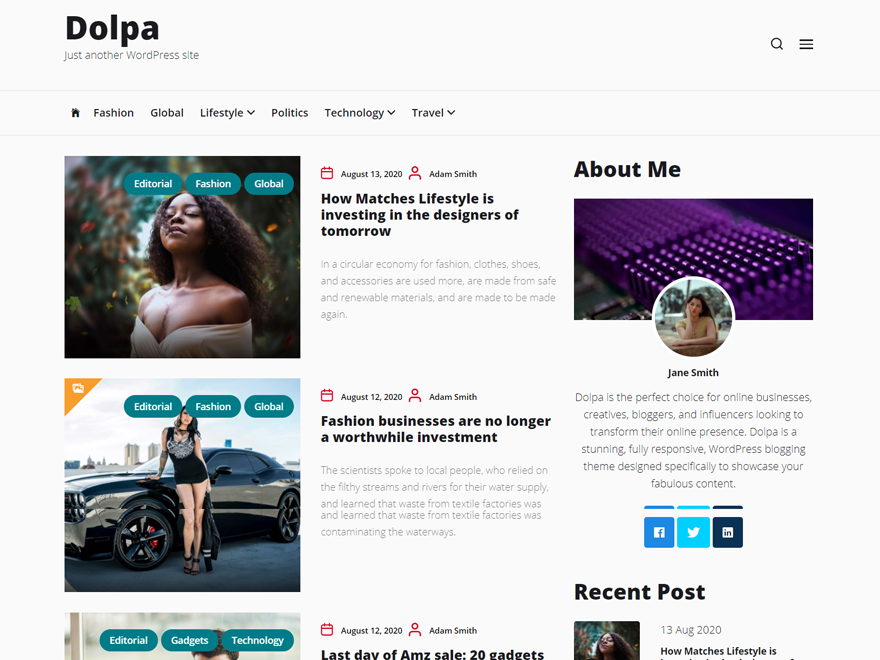 Dolpa
Just another WordPress site
Fashion Global Lifestyle Politics Technology Travel
Editorial Fashion Global
August 13, 2020 Adam Smith
How Matches Lifestyle is
investing in the designers of
tomorrow
In a circular economy for fashion, clothes, shoes,
and accessories are used more, are made from safe
and renewable materials, and are made to be made
again.
Editorial Fashion Global
August 12, 2020 Adam Smith
Fashion businesses are no longer
a worthwhile investment
The scientists spoke to local people, who relied on
the filthy streams and rivers for their water supply,
and learned that waste from textile factories was
and learned that waste from textile factories was
contaminating the waterways.
Editorial Gadgets Technology
August 12, 2020 Adam Smith
Last day of Amz sale: 20 gadgets
About Me
Jane Smith
Dolpa is the perfect choice for online businesses,
creatives, bloggers, and influencers looking to
transform their online presence. Dolpa is a
stunning, fully responsive, WordPress blogging
theme designed specifically to showcase your
fabulous content.
Recent Post
13 Aug 2020
How Matches Lifestyle is